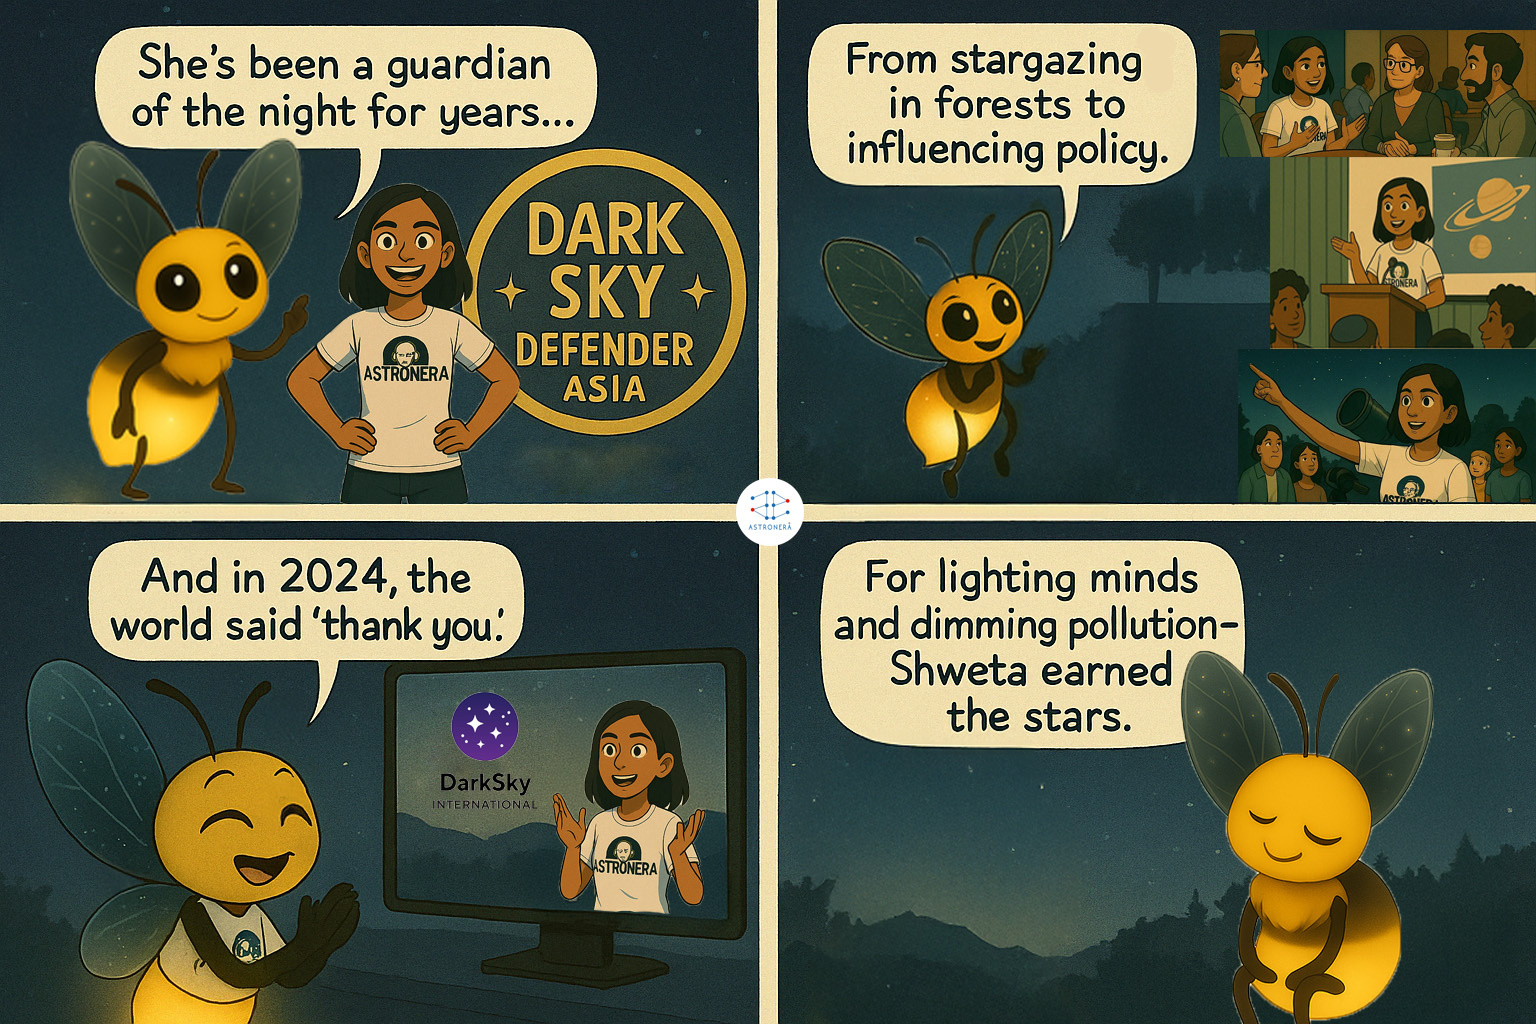 She's been a guardian
of the night for years...
DARK
SKY
DEFENDER
ASIA
ASTRONERA
From stargazing
in forests to
influencing policy.
ASTRONERĀ
And in 2024, the
world said 'thank you.'
DarkSky
INTERNATIONAL
ASTRONERA
For lighting minds
and dimming pollution–
Shweta earned
the stars.